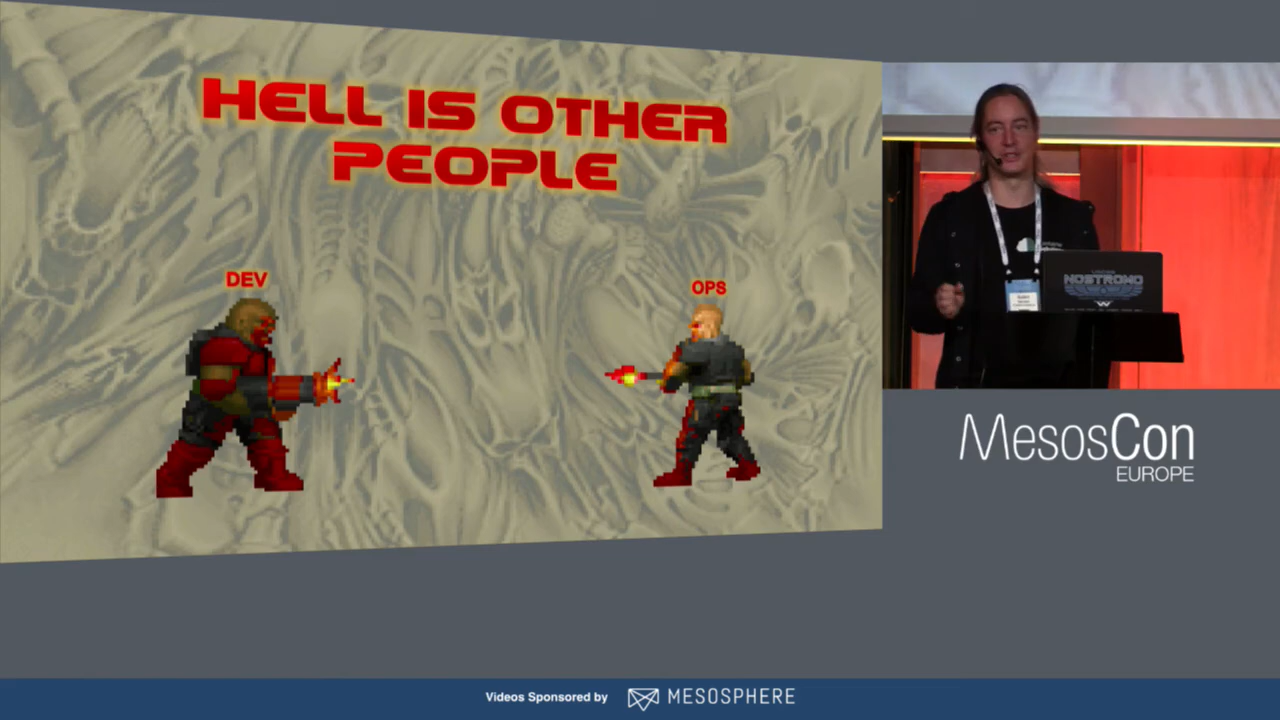 HELL IS OTHER
PEOPLE
DEV
OPS
NOSTROMO
MesosCon
EUROPE
Videos Sponsored by MESOSPHERE